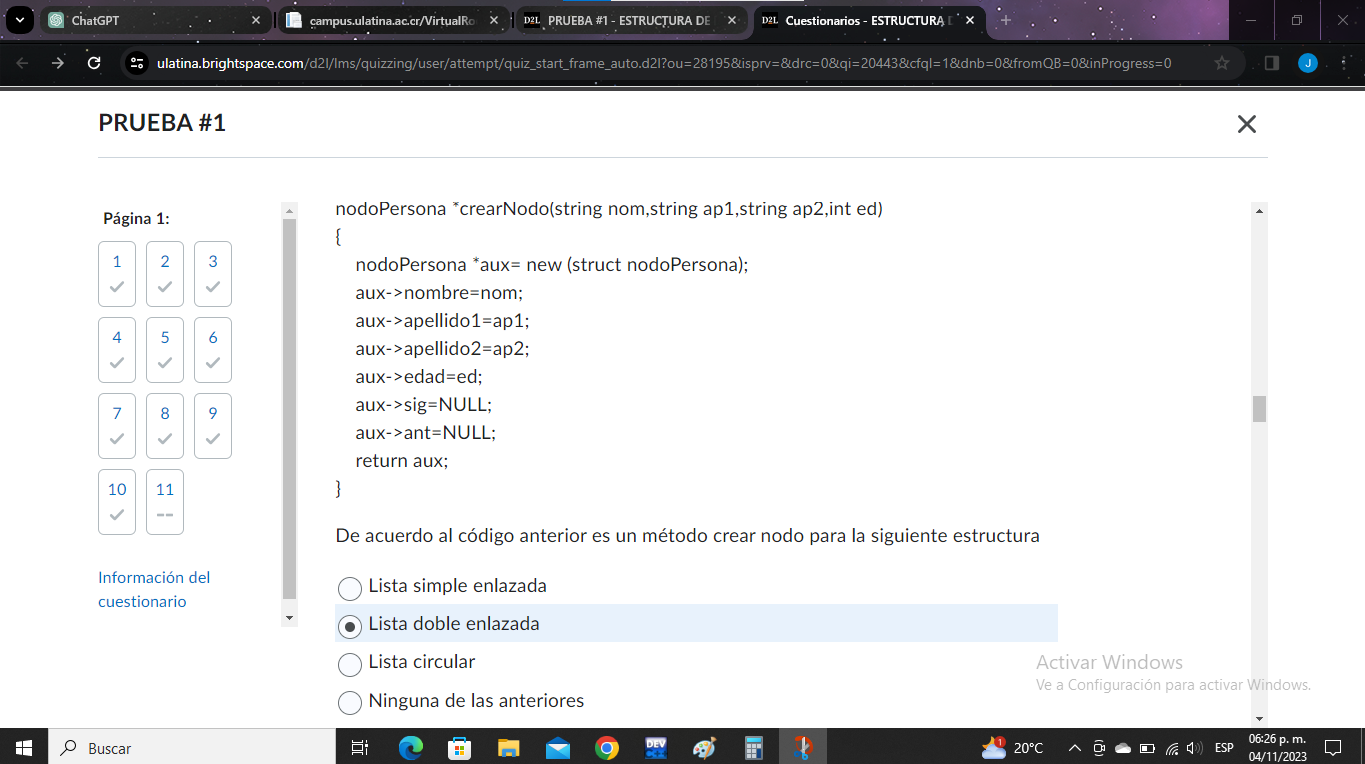 ChatGPT
campus.ulatina.ac.cr/VirtualRo
D2L PRUEBA #1 - ESTRUCTURA DE
D2L Cuestionarios - ESTRUCTURA D
ulatina.brightspace.com/d2l/lms/quizzing/user/attempt/quiz_start_frame_auto.d2l?ou=28195&isprv=&drc=0&qi=20443&cfql=1&dnb=0&fromQB=0&inProgress=0
J
PRUEBA #1
Página 1:
1 2 3
4 5 6
7 8 9
10 11
--
Información del
cuestionario
nodoPersona *crearNodo(string nom,string ap1,string ap2,int ed)
{
nodoPersona *aux= new (struct nodoPersona);
aux->nombre=nom;
aux->apellido1=ap1;
aux->apellido2=ap2;
aux->edad=ed;
aux->sig=NULL;
aux->ant=NULL;
return aux;
}
De acuerdo al código anterior es un método crear nodo para la siguiente estructura
Lista simple enlazada
Lista doble enlazada
Lista circular
Ninguna de las anteriores
Activar Windows
Ve a Configuración para activar Windows.
Buscar
DEV
1
20°C
ESP
06:26 p. m.
04/11/2023